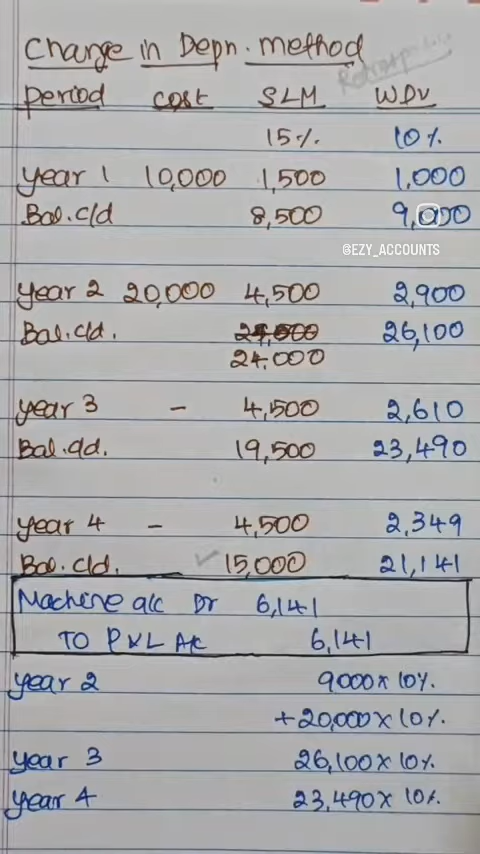 Change in Depn. method
period cost SLM WDV
15% 10%
year 1 10,000 1,500 1,000
Bal. c/d 8,500 9,000
@EZY_ACCOUNTS
year 2 20,000 4,500 2,900
Bal. c/d. 26,100
24,000
year 3 - 4,500 2,610
Bal. c/d. 19,500 23,490
year 4 - 4,500 2,349
Bal. c/d. 15,000 21,141
Machine a/c Dr 6,141
TO P&L A/c 6,141
year 2 9000 x 10%
+20,000 x 10%
year 3 26,100 x 10%
year 4 23,490 x 10%